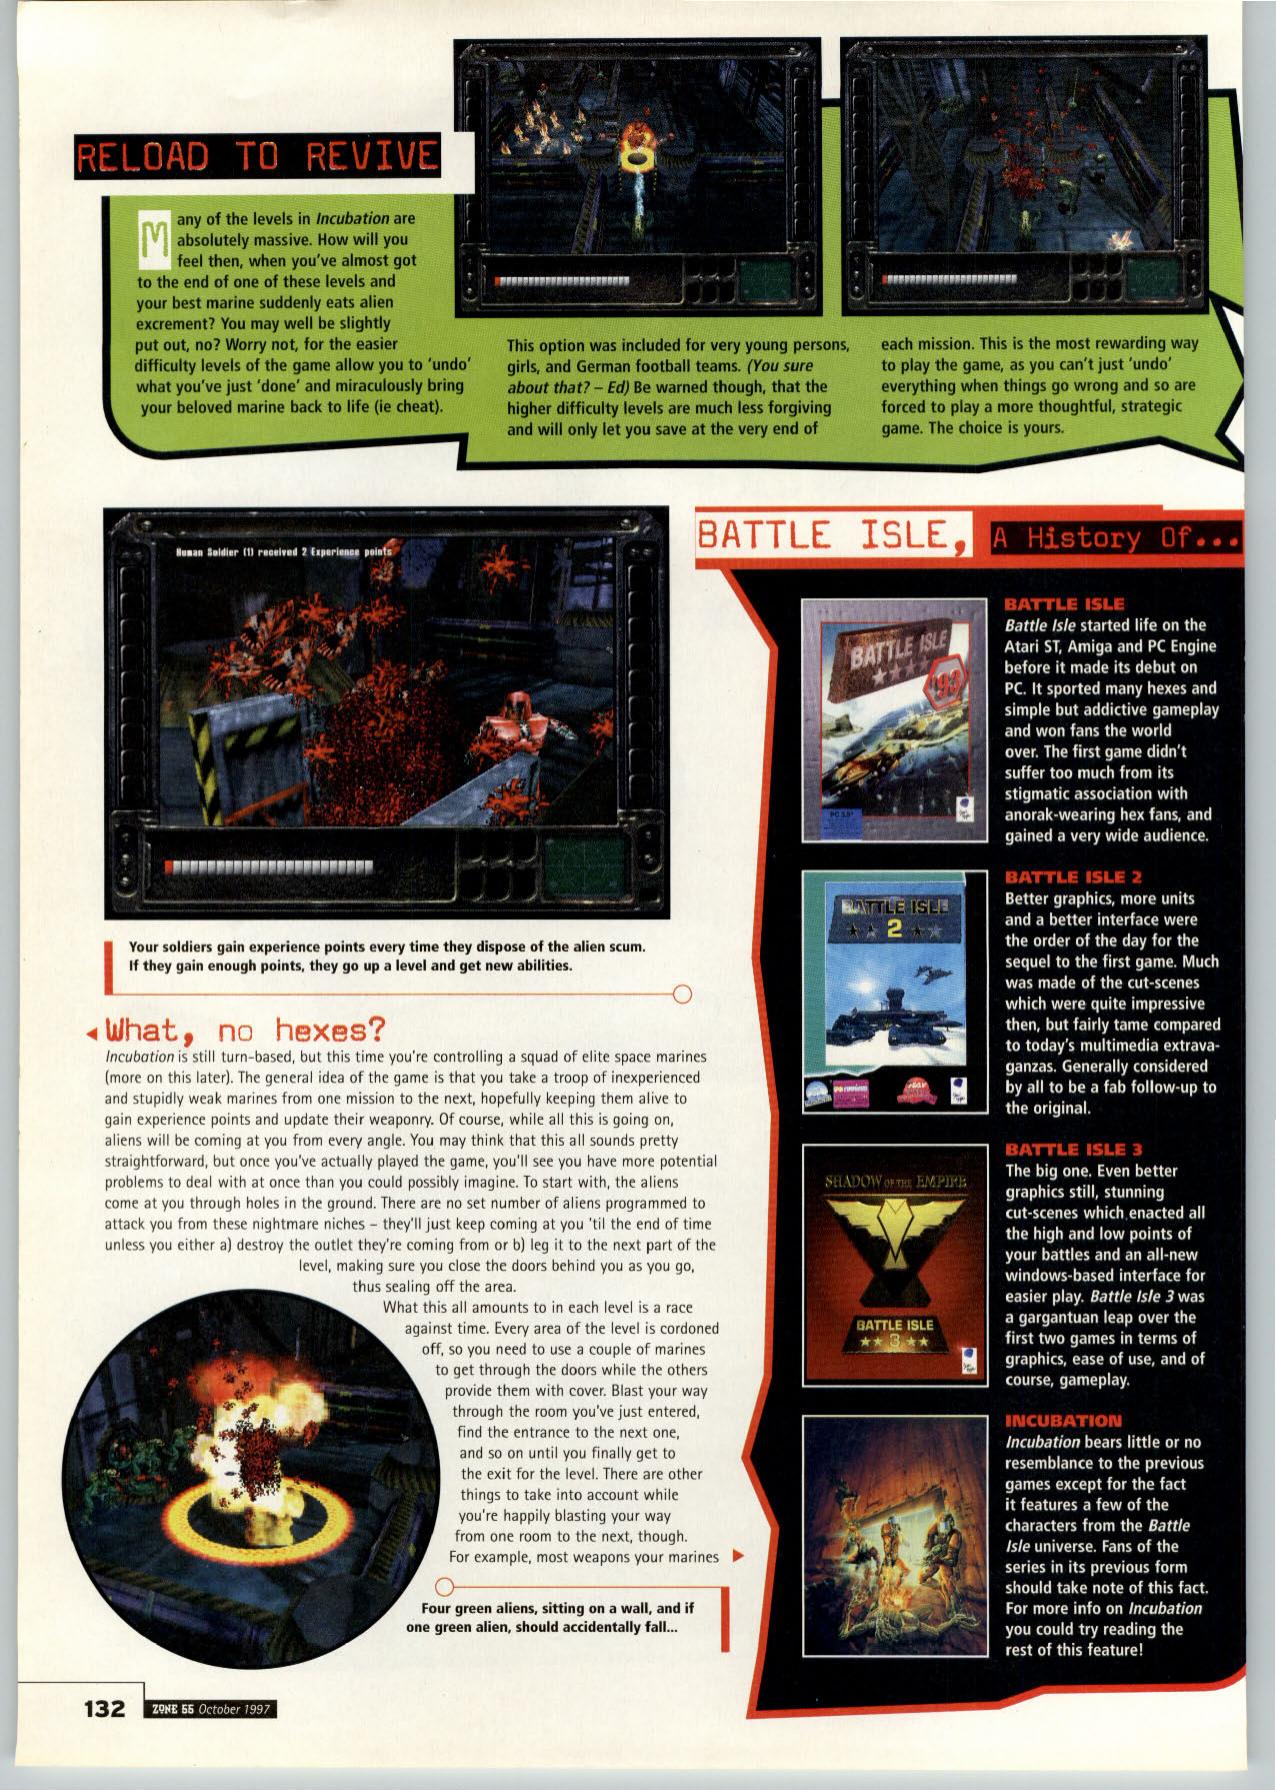 RELOAD TO REVIVE
Many of the levels in Incubation are
absolutely massive. How will you
feel then, when you've almost got
to the end of one of these levels and
your best marine suddenly eats alien
excrement? You may well be slightly
put out, no? Worry not, for the easier
difficulty levels of the game allow you to 'undo'
what you've just 'done' and miraculously bring
your beloved marine back to life (ie cheat).
This option was included for very young persons,
girls, and German football teams. (You sure
about that? – Ed) Be warned though, that the
higher difficulty levels are much less forgiving
and will only let you save at the very end of
each mission. This is the most rewarding way
to play the game, as you can't just 'undo'
everything when things go wrong and so are
forced to play a more thoughtful, strategic
game. The choice is yours.
Human Soldier (1) received 2 Experience points
Your soldiers gain experience points every time they dispose of the alien scum.
If they gain enough points, they go up a level and get new abilities.
What, no hexes?
Incubation is still turn-based, but this time you're controlling a squad of elite space marines
(more on this later). The general idea of the game is that you take a troop of inexperienced
and stupidly weak marines from one mission to the next, hopefully keeping them alive to
gain experience points and update their weaponry. Of course, while all this is going on,
aliens will be coming at you from every angle. You may think that this all sounds pretty
straightforward, but once you've actually played the game, you'll see you have more potential
problems to deal with at once than you could possibly imagine. To start with, the aliens
come at you through holes in the ground. There are no set number of aliens programmed to
attack you from these nightmare niches – they'll just keep coming at you 'til the end of time
unless you either a) destroy the outlet they're coming from or b) leg it to the next part of the
level, making sure you close the doors behind you as you go,
thus sealing off the area.
What this all amounts to in each level is a race
against time. Every area of the level is cordoned
off, so you need to use a couple of marines
to get through the doors while the others
provide them with cover. Blast your way
through the room you've just entered,
find the entrance to the next one,
and so on until you finally get to
the exit for the level. There are other
things to take into account while
you're happily blasting your way
from one room to the next, though.
For example, most weapons your marines
Four green aliens, sitting on a wall, and if
one green alien, should accidentally fall...
BATTLE ISLE, A History Of...
BATTLE ISLE
'93
PC 3.5"
BATTLE ISLE
Battle Isle started life on the
Atari ST, Amiga and PC Engine
before it made its debut on
PC. It sported many hexes and
simple but addictive gameplay
and won fans the world
over. The first game didn't
suffer too much from its
stigmatic association with
anorak-wearing hex fans, and
gained a very wide audience.
BATTLE ISLE
2
BATTLE ISLE 2
Better graphics, more units
and a better interface were
the order of the day for the
sequel to the first game. Much
was made of the cut-scenes
which were quite impressive
then, but fairly tame compared
to today's multimedia extrava-
ganzas. Generally considered
by all to be a fab follow-up to
the original.
SHADOW OF THE EMPIRE
BATTLE ISLE
3
BATTLE ISLE 3
The big one. Even better
graphics still, stunning
cut-scenes which enacted all
the high and low points of
your battles and an all-new
windows-based interface for
easier play. Battle Isle 3 was
a gargantuan leap over the
first two games in terms of
graphics, ease of use, and of
course, gameplay.
INCUBATION
Incubation bears little or no
resemblance to the previous
games except for the fact
it features a few of the
characters from the Battle
Isle universe. Fans of the
series in its previous form
should take note of this fact.
For more info on Incubation
you could try reading the
rest of this feature!
132 ZONE 55 October 1997